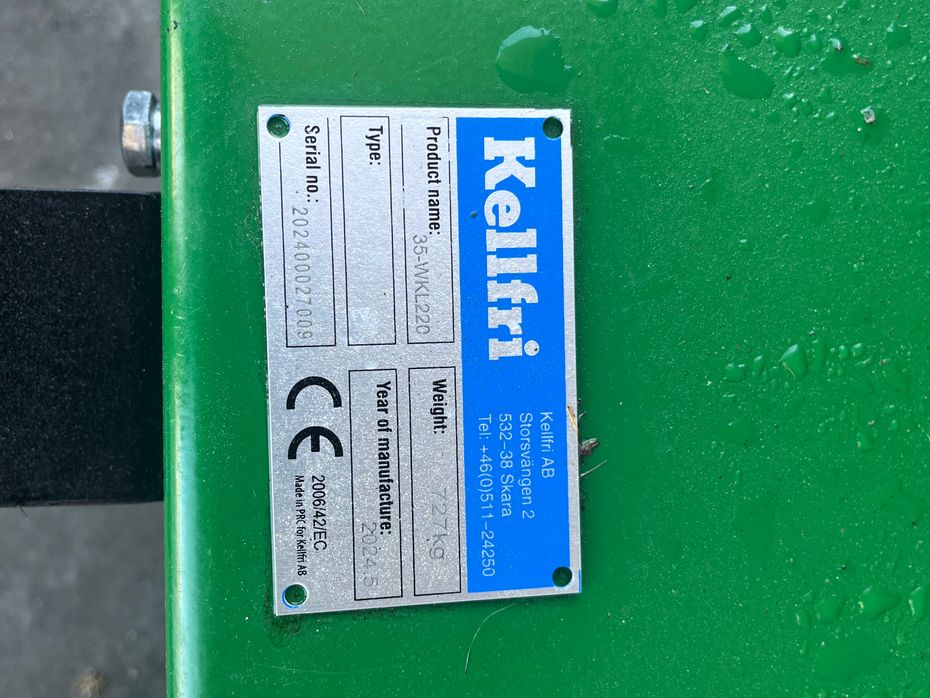 Kellfri
Kellfri AB
Storsvängen 2
532-38 Skara
Tel: +46(0)511-24250
Product name: 35-WKL220
Weight: 727kg
Type:
Year of manufacture: 2024.5
Serial no.: 202400027009
CE 2006/42/EC
Made in PRC for Kellfri AB